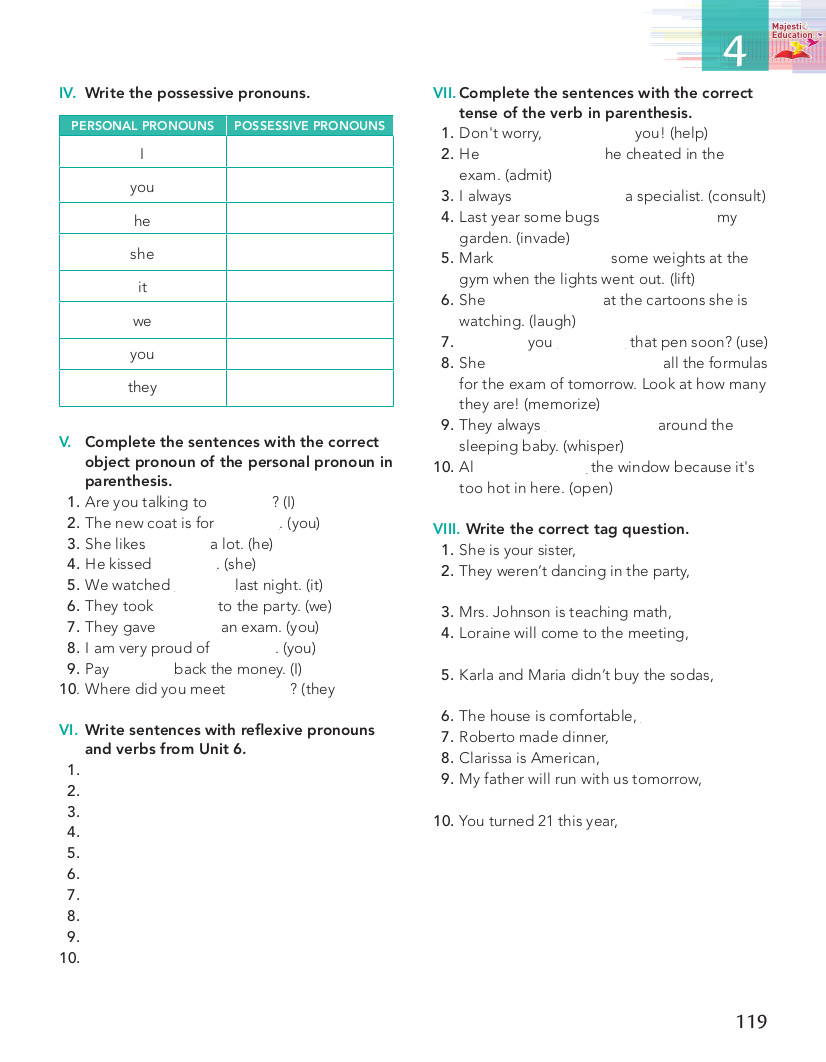 4
Majesti
Education
IV. Write the possessive pronouns.
PERSONAL PRONOUNS POSSESSIVE PRONOUNS
I
you
he
she
it
we
you
they
V. Complete the sentences with the correct
object pronoun of the personal pronoun in
parenthesis.
1. Are you talking to ? (I)
2. The new coat is for . (you)
3. She likes a lot. (he)
4. He kissed . (she)
5. We watched last night. (it)
6. They took to the party. (we)
7. They gave an exam. (you)
8. I am very proud of . (you)
9. Pay back the money. (I)
10. Where did you meet ? (they
VI. Write sentences with reflexive pronouns
and verbs from Unit 6.
1.
2.
3.
4.
5.
6.
7.
8.
9.
10.
VII. Complete the sentences with the correct
tense of the verb in parenthesis.
1. Don't worry, you! (help)
2. He he cheated in the
exam. (admit)
3. I always a specialist. (consult)
4. Last year some bugs my
garden. (invade)
5. Mark some weights at the
gym when the lights went out. (lift)
6. She at the cartoons she is
watching. (laugh)
7. you that pen soon? (use)
8. She all the formulas
for the exam of tomorrow. Look at how many
they are! (memorize)
9. They always around the
sleeping baby. (whisper)
10. Al the window because it's
too hot in here. (open)
VIII. Write the correct tag question.
1. She is your sister,
2. They weren't dancing in the party,
3. Mrs. Johnson is teaching math,
4. Loraine will come to the meeting,
5. Karla and Maria didn't buy the sodas,
6. The house is comfortable,
7. Roberto made dinner,
8. Clarissa is American,
9. My father will run with us tomorrow,
10. You turned 21 this year,
119